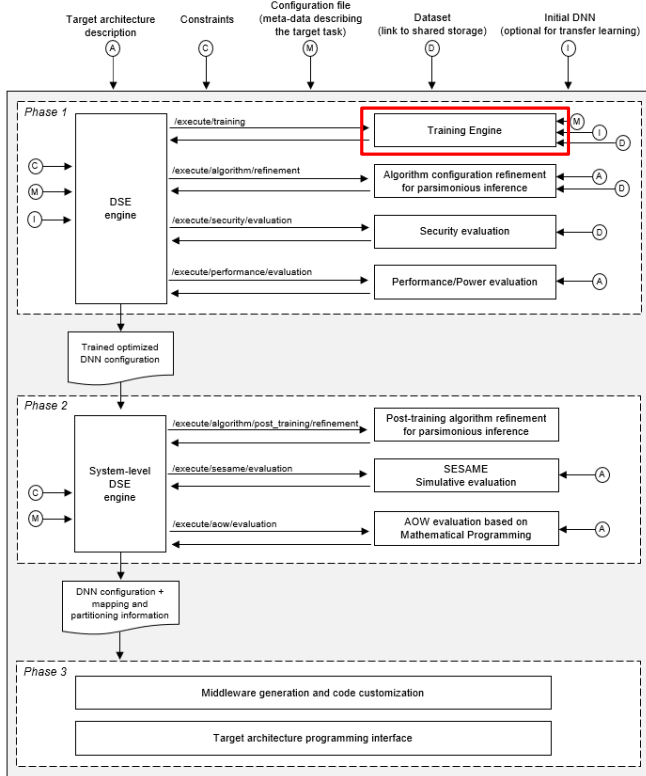 Target architecture
description
A
Constraints
C
Configuration file
(meta-data describing
the target task)
M
Dataset
(link to shared storage)
D
Initial DNN
(optional for transfer learning)
I
Phase 1
DSE
engine
C
M
I
/execute/training
Training Engine
M
I
D
/execute/algorithm/refinement
Algorithm configuration refinement
for parsimonious inference
A
D
/execute/security/evaluation
Security evaluation
D
/execute/performance/evaluation
Performance/Power evaluation
A
Trained optimized
DNN configuration
Phase 2
System-level
DSE
engine
C
M
/execute/algorithm/post_training/refinement
Post-training algorithm refinement
for parsimonious inference
/execute/sesame/evaluation
SESAME
Simulative evaluation
A
/execute/aow/evaluation
AOW evaluation based on
Mathematical Programming
A
DNN configuration +
mapping and
partitioning information
Phase 3
Middleware generation and code customization
Target architecture programming interface